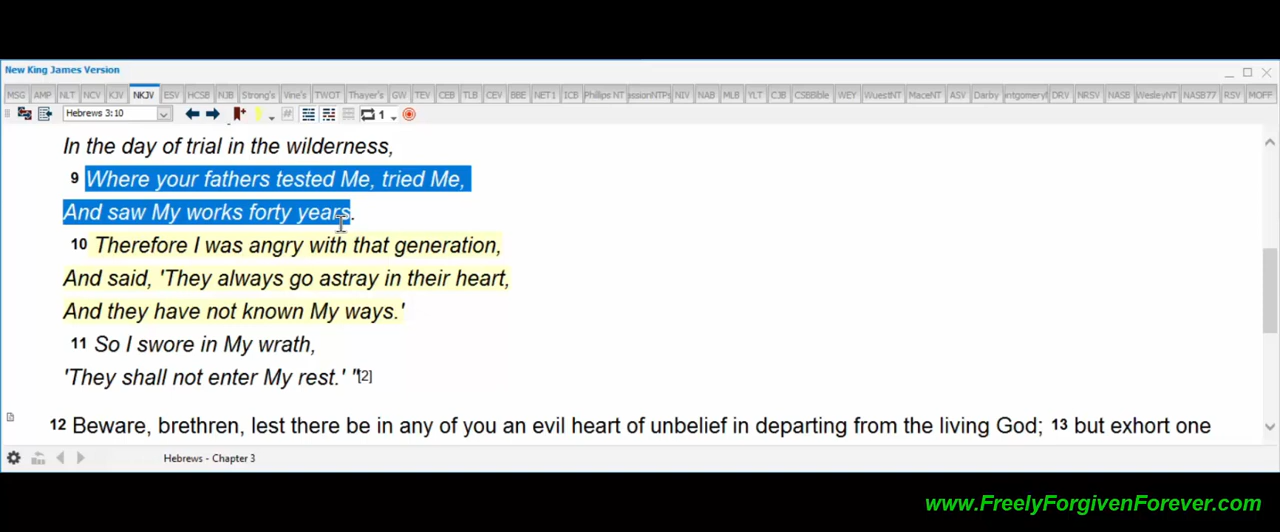 New King James Version
MSG AMP NLT NCV KJV NKJV ESV HCSB NJB Strong's Vine's TWOT Thayer's GW TEV CEB TLB CEV BBE NET1 ICB Phillips NT assionNTPs NIV NAB MLB YLT CJB CSBBible WEY WuestNT MaceNT ASV Darby ontgomeryl DRV NRSV NASB WesleyNT NASB77 RSV MOFF
Hebrews 3:10 # 1
In the day of trial in the wilderness,
9 Where your fathers tested Me, tried Me,
And saw My works forty years.
10 Therefore I was angry with that generation,
And said, 'They always go astray in their heart,
And they have not known My ways.'
11 So I swore in My wrath,
'They shall not enter My rest.' "[2]
12 Beware, brethren, lest there be in any of you an evil heart of unbelief in departing from the living God; 13 but exhort one
Hebrews - Chapter 3
www.FreelyForgivenForever.com